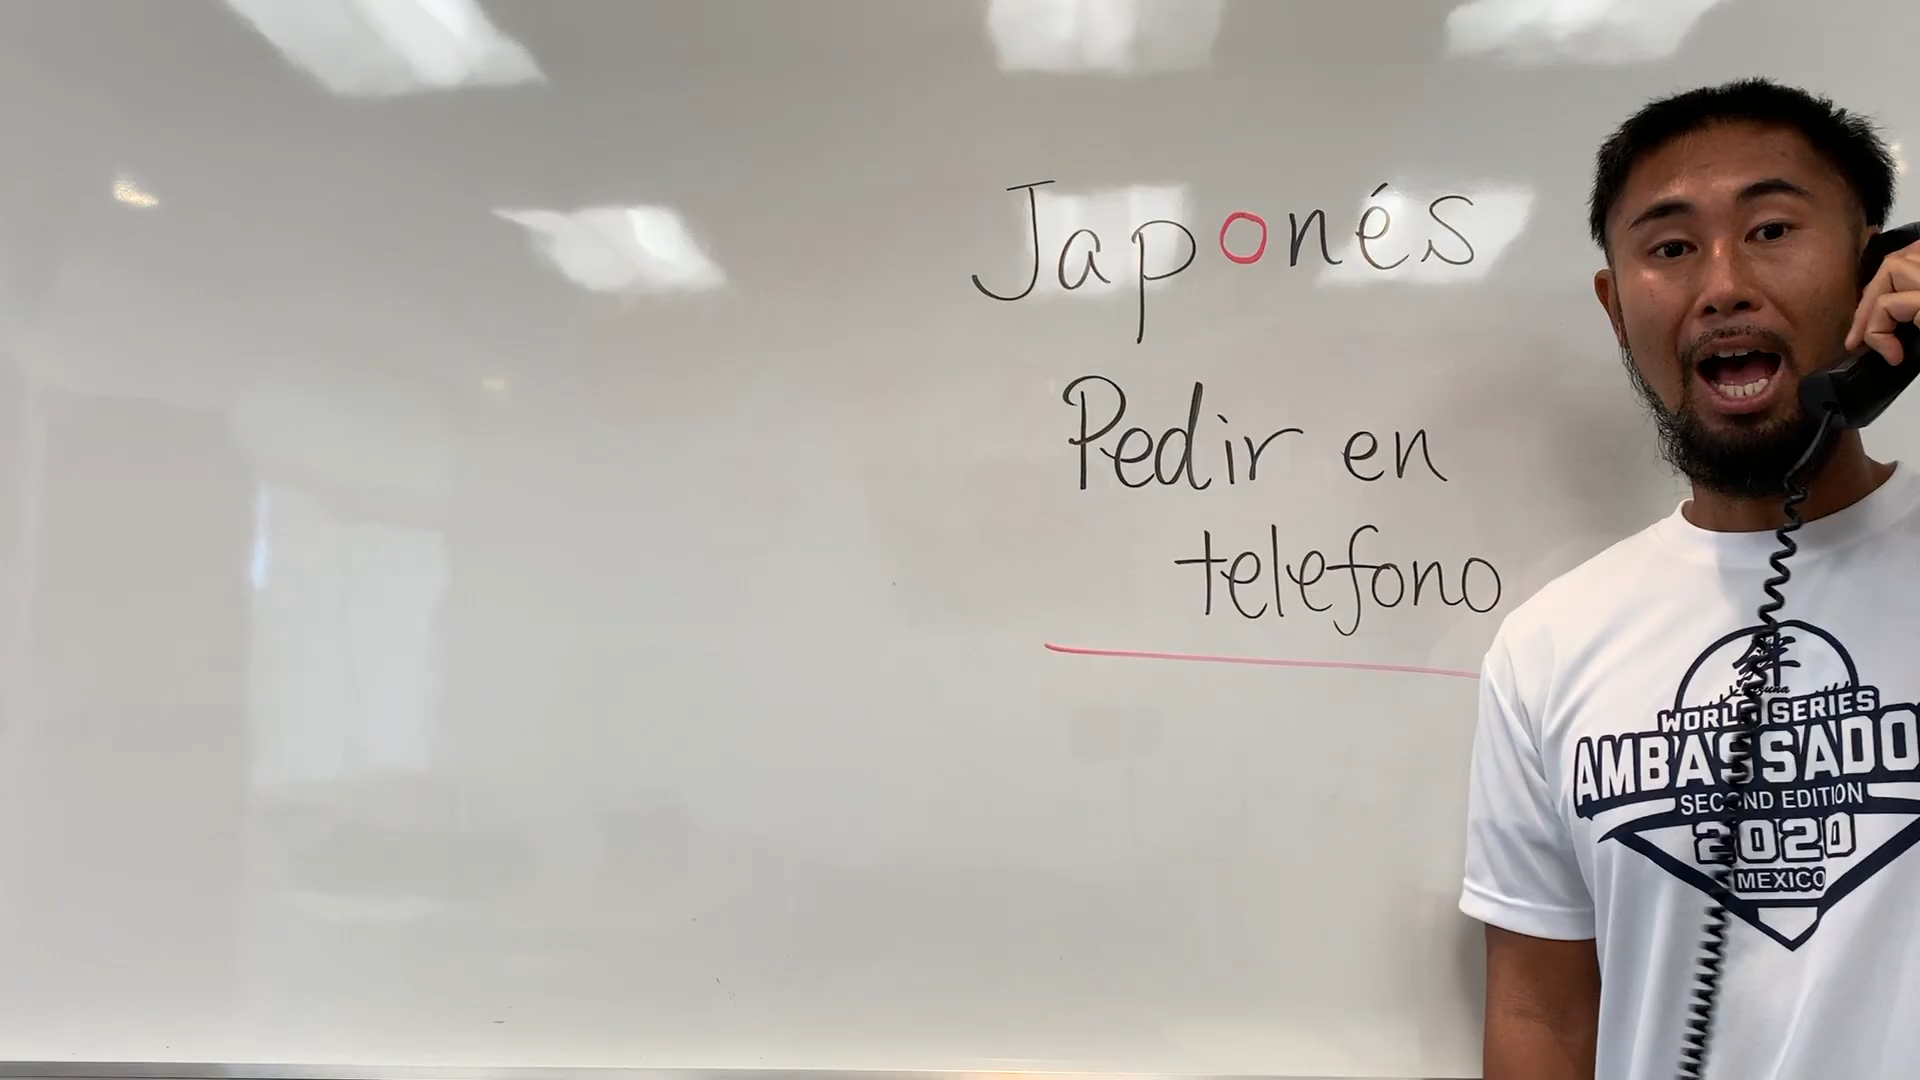 Japonés
Pedir en
telefono
WORLD SERIES
AMBASSADO
SECOND EDITION
2020
MEXICO